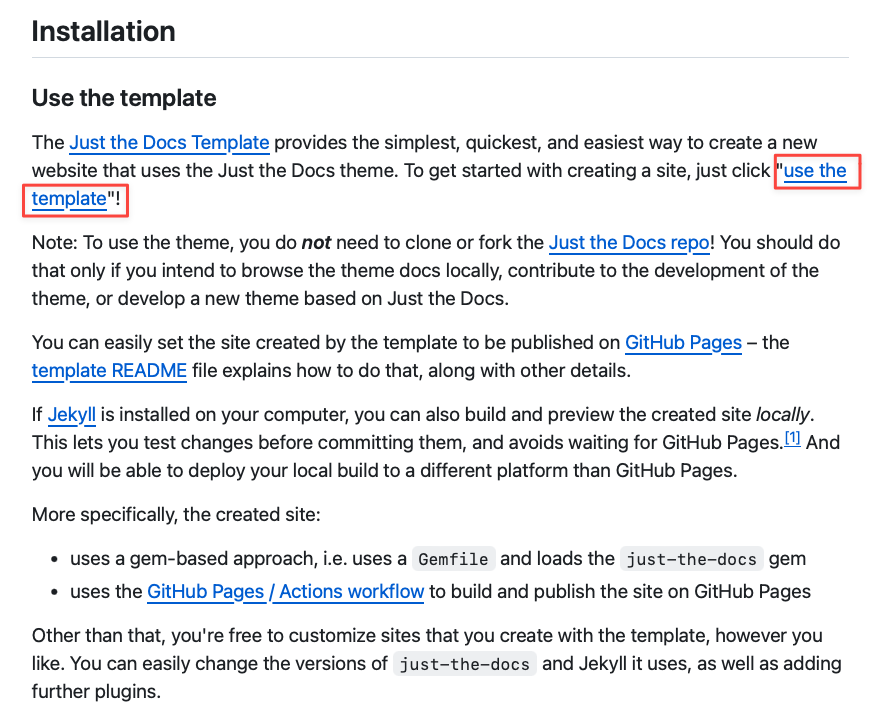 Installation
Use the template
The Just the Docs Template provides the simplest, quickest, and easiest way to create a new
website that uses the Just the Docs theme. To get started with creating a site, just click "use the
template"!
Note: To use the theme, you do not need to clone or fork the Just the Docs repo! You should do
that only if you intend to browse the theme docs locally, contribute to the development of the
theme, or develop a new theme based on Just the Docs.
You can easily set the site created by the template to be published on GitHub Pages – the
template README file explains how to do that, along with other details.
If Jekyll is installed on your computer, you can also build and preview the created site locally.
This lets you test changes before committing them, and avoids waiting for GitHub Pages.[1] And
you will be able to deploy your local build to a different platform than GitHub Pages.
More specifically, the created site:
• uses a gem-based approach, i.e. uses a Gemfile and loads the just-the-docs gem
• uses the GitHub Pages / Actions workflow to build and publish the site on GitHub Pages
Other than that, you're free to customize sites that you create with the template, however you
like. You can easily change the versions of just-the-docs and Jekyll it uses, as well as adding
further plugins.